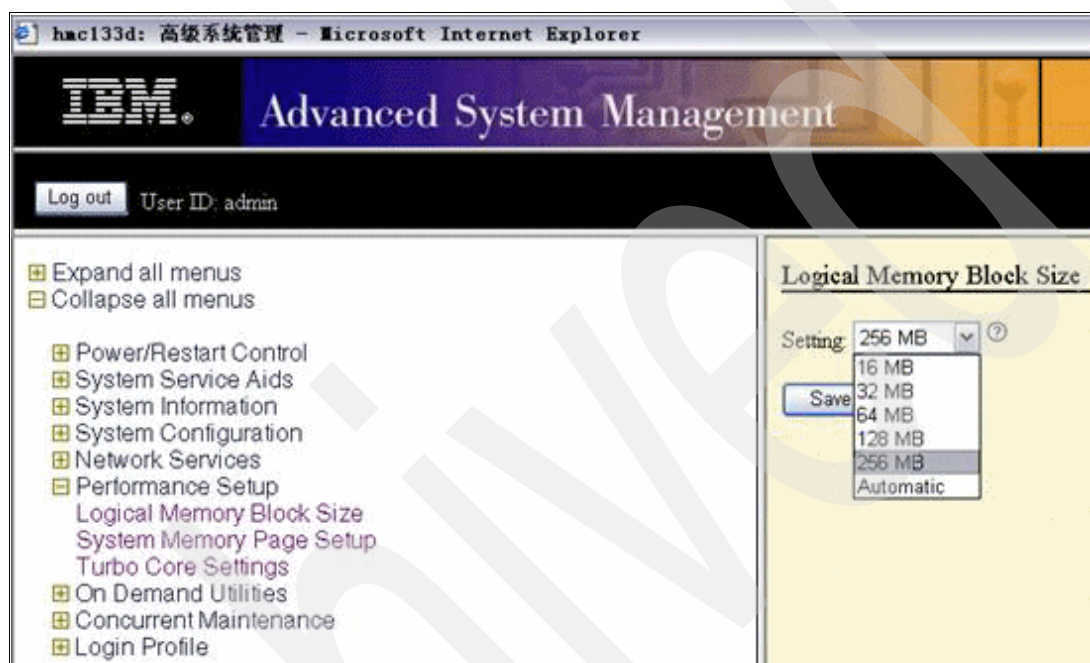 hmc133d: 高级系统管理 - Microsoft Internet Explorer
IBM.
Advanced System Management
Log out User ID: admin
Expand all menus
Collapse all menus
Power/Restart Control
System Service Aids
System Information
System Configuration
Network Services
Performance Setup
Logical Memory Block Size
System Memory Page Setup
Turbo Core Settings
On Demand Utilities
Concurrent Maintenance
Login Profile
Logical Memory Block Size
Setting: 256 MB ?
16 MB
Save 32 MB
64 MB
128 MB
256 MB
Automatic